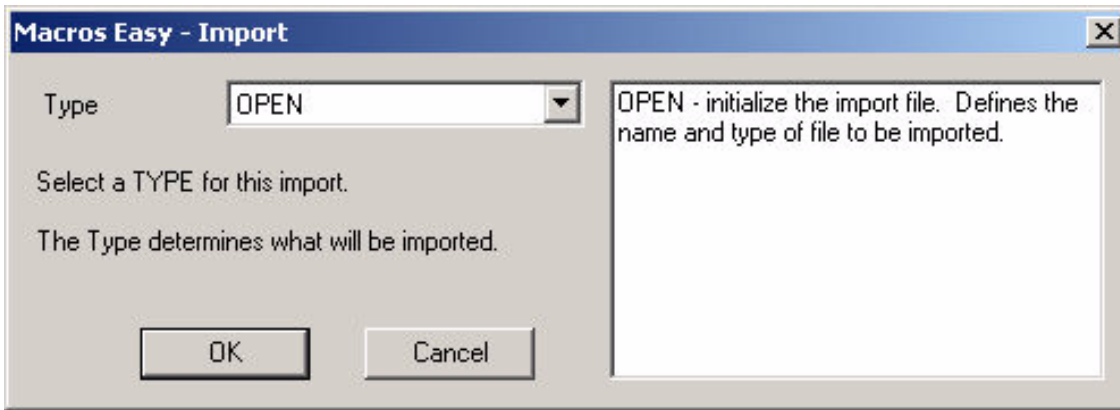 Macros Easy - Import
Type
OPEN
Select a TYPE for this import.
The Type determines what will be imported.
OK
Cancel
OPEN - initialize the import file.  Defines the
name and type of file to be imported.